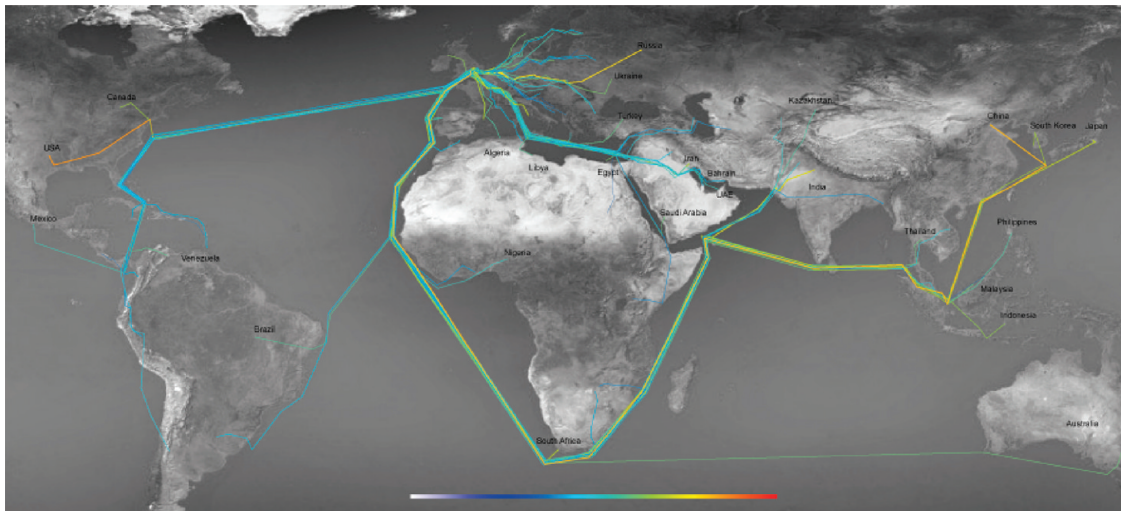 Russia
Ukraine
Canada
Kazakhstan
China
Turkey
South Korea
Japan
USA
Algeria
Iran
Libya
Egypt
Bahrain
India
UAE
Saudi Arabia
Mexico
Philippines
Thailand
Nigeria
Venezuela
Malaysia
Indonesia
Brazil
Australia
South Africa